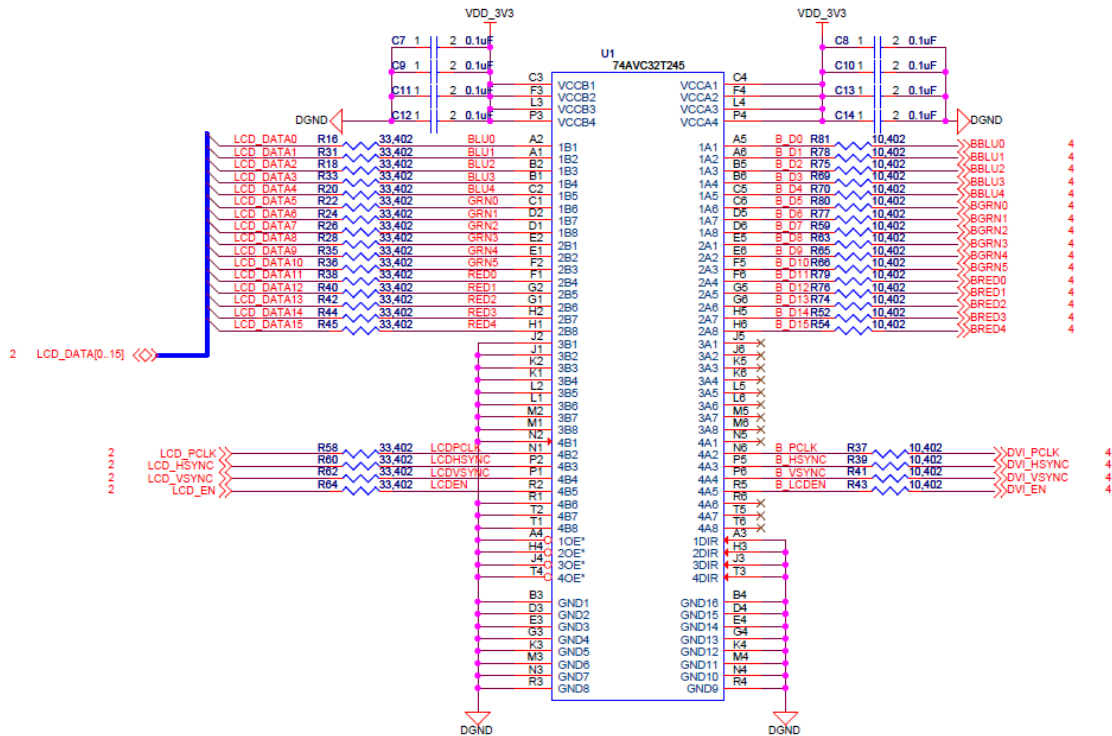 VDD_3V3 VDD_3V3
C7 1 2 0.1uF C8 1 2 0.1uF
U1
74AVC32T245
C9 1 2 0.1uF C10 1 2 0.1uF
C3 VCCB1 VCCA1 C4
F3 VCCB2 VCCA2 F4
C11 1 2 0.1uF C13 1 2 0.1uF
L3 VCCB3 VCCA3 L4
DGND C12 1 2 0.1uF P3 VCCB4 VCCA4 P4 C14 1 2 0.1uF DGND
LCD_DATA0 R16 33,402 BLU0 A2 1B1 1A1 A5 B_D0 R81 10,402 BBLU0 4
LCD_DATA1 R31 33,402 BLU1 A1 1B2 1A2 A6 B_D1 R78 10,402 BBLU1 4
LCD_DATA2 R18 33,402 BLU2 B2 1B3 1A3 B5 B_D2 R75 10,402 BBLU2 4
LCD_DATA3 R33 33,402 BLU3 B1 1B4 1A4 B6 B_D3 R69 10,402 BBLU3 4
LCD_DATA4 R20 33,402 BLU4 C2 1B5 1A5 C5 B_D4 R70 10,402 BBLU4 4
LCD_DATA5 R22 33,402 GRN0 C1 1B6 1A6 C6 B_D5 R80 10,402 BGRN0 4
LCD_DATA6 R24 33,402 GRN1 D2 1B7 1A7 D5 B_D6 R77 10,402 BGRN1 4
LCD_DATA7 R26 33,402 GRN2 D1 1B8 1A8 D6 B_D7 R59 10,402 BGRN2 4
LCD_DATA8 R28 33,402 GRN3 E2 2B1 2A1 E5 B_D8 R63 10,402 BGRN3 4
LCD_DATA9 R35 33,402 GRN4 E1 2B2 2A2 E6 B_D9 R65 10,402 BGRN4 4
LCD_DATA10 R36 33,402 GRN5 F2 2B3 2A3 F5 B_D10 R66 10,402 BGRN5 4
LCD_DATA11 R38 33,402 RED0 F1 2B4 2A4 F6 B_D11 R79 10,402 BRED0 4
LCD_DATA12 R40 33,402 RED1 G2 2B5 2A5 G5 B_D12 R76 10,402 BRED1 4
LCD_DATA13 R42 33,402 RED2 G1 2B6 2A6 G6 B_D13 R74 10,402 BRED2 4
LCD_DATA14 R44 33,402 RED3 H2 2B7 2A7 H5 B_D14 R52 10,402 BRED3 4
LCD_DATA15 R45 33,402 RED4 H1 2B8 2A8 H6 B_D15 R54 10,402 BRED4 4
J2 3B1 3A1 J5
2 LCD_DATA[0..15] J1 3B2 3A2 J6
K2 3B3 3A3 K5
K1 3B4 3A4 K6
L2 3B5 3A5 L5
L1 3B6 3A6 L6
M2 3B7 3A7 M5
M1 3B8 3A8 M6
N2 4B1 4A1 N5
2 LCD_PCLK R58 33,402 LCDPCLK N1 4B2 4A2 N6 B_PCLK R37 10,402 DVI_PCLK 4
2 LCD_HSYNC R60 33,402 LCDHSYNC P2 4B3 4A3 P5 B_HSYNC R39 10,402 DVI_HSYNC 4
2 LCD_VSYNC R62 33,402 LCDVSYNC P1 4B4 4A4 P6 B_VSYNC R41 10,402 DVI_VSYNC 4
2 LCD_EN R64 33,402 LCDEN R2 4B5 4A5 R5 B_LCDEN R43 10,402 DVI_EN 4
R1 4B6 4A6 R6
T2 4B7 4A7 T5
T1 4B8 4A8 T6
A4 1OE* 1DIR A3
H4 2OE* 2DIR H3
J4 3OE* 3DIR J3
T4 4OE* 4DIR T3
B3 GND1 GND16 B4
D3 GND2 GND15 D4
E3 GND3 GND14 E4
G3 GND4 GND13 G4
K3 GND5 GND12 K4
M3 GND6 GND11 M4
N3 GND7 GND10 N4
R3 GND8 GND9 R4
DGND DGND